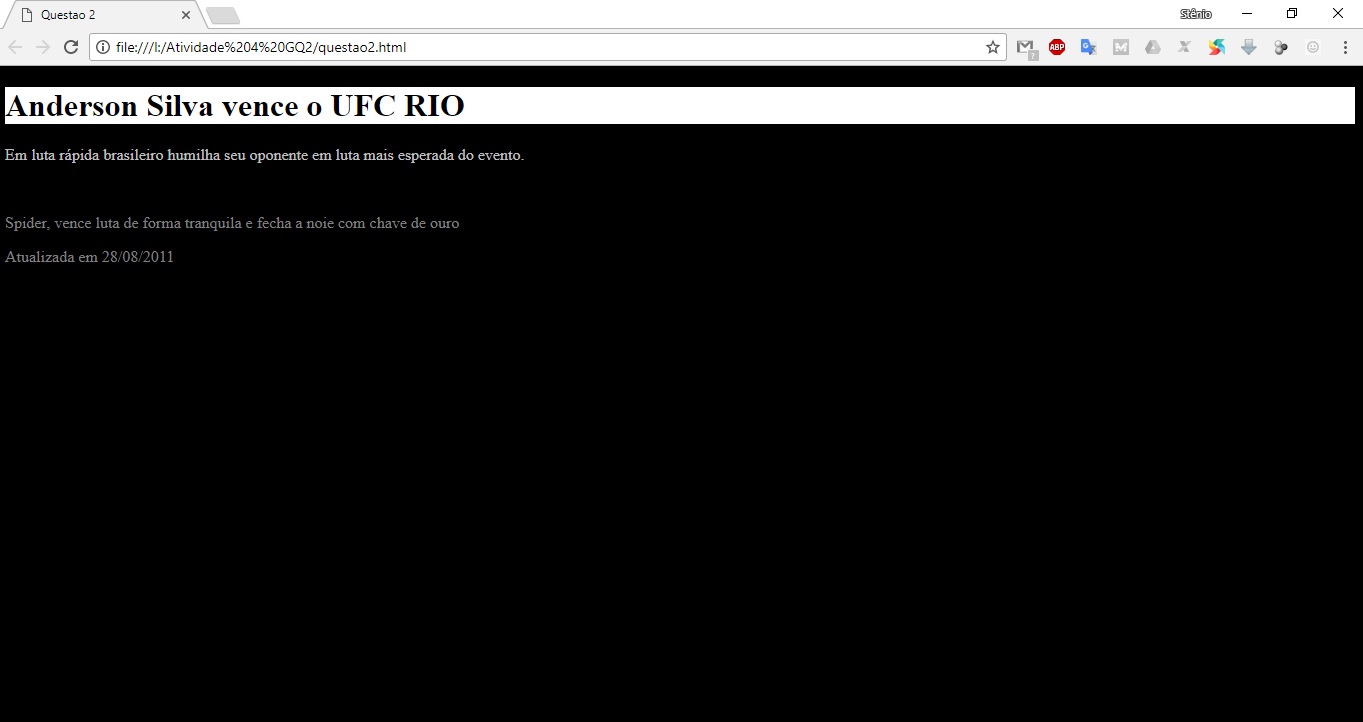 Questao 2
Stênio
file:///I:/Atividade%204%20GQ2/questao2.html
ABP
Anderson Silva vence o UFC RIO
Em luta rápida brasileiro humilha seu oponente em luta mais esperada do evento.
Spider, vence luta de forma tranquila e fecha a noie com chave de ouro
Atualizada em 28/08/2011